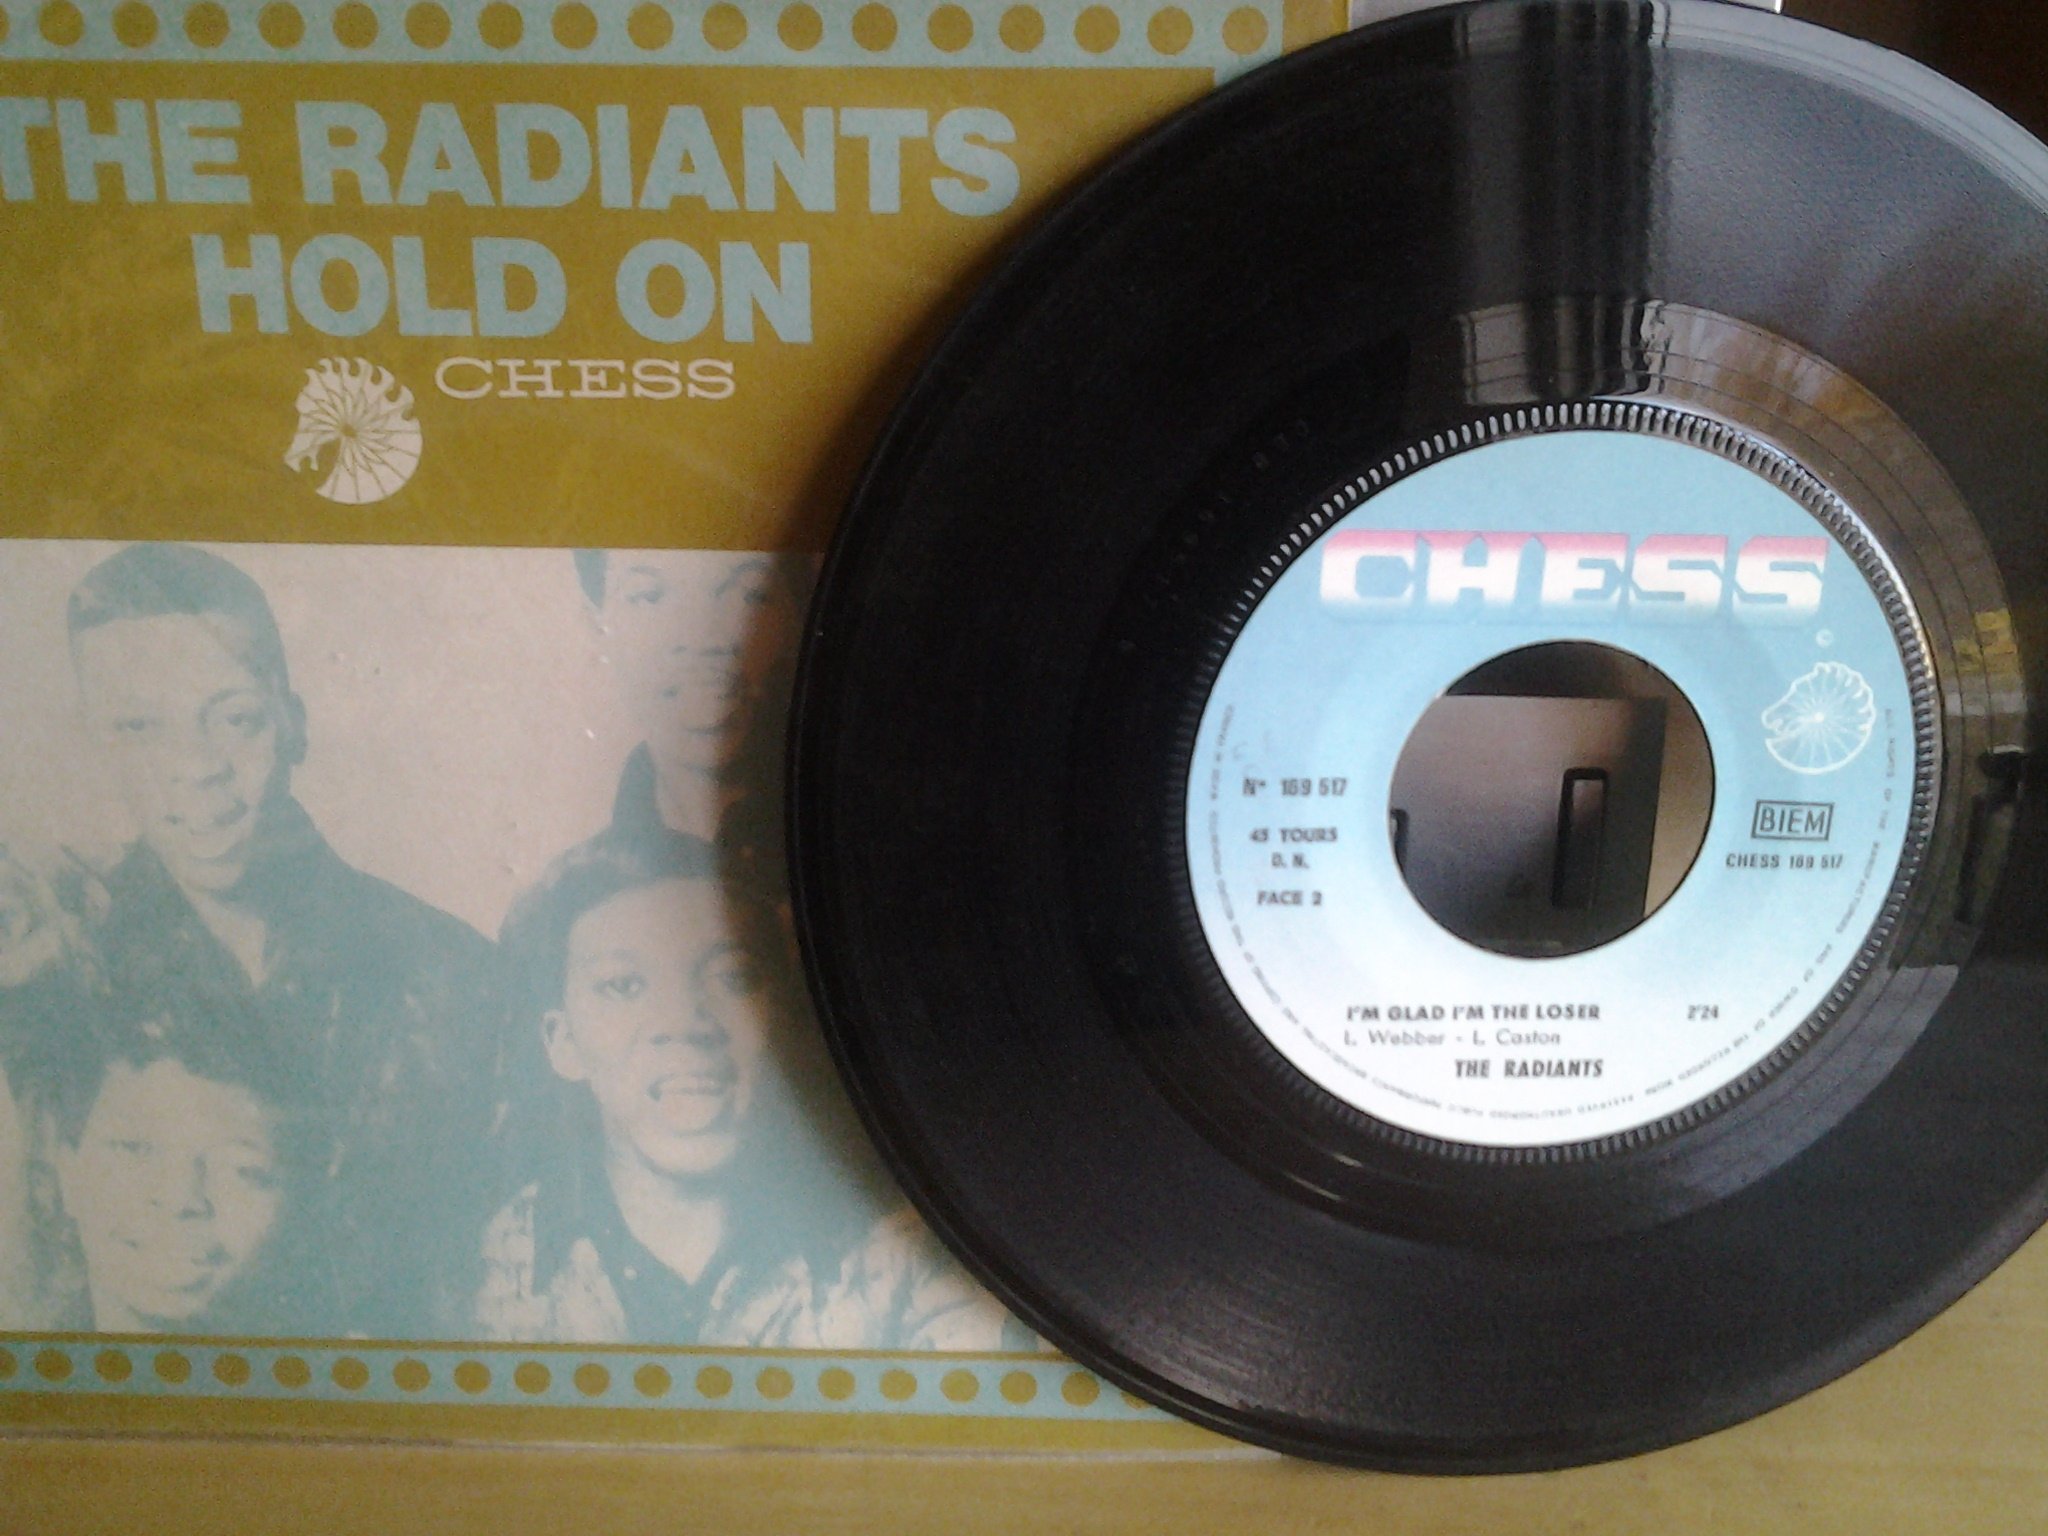 THE RADIANTS
HOLD ON
CHESS
CHESS
N° 169 517
45 TOURS
D. N.
FACE 2
BIEM
CHESS 169 517
I'M GLAD I'M THE LOSER 2'24
L. Webber - L. Caston
THE RADIANTS